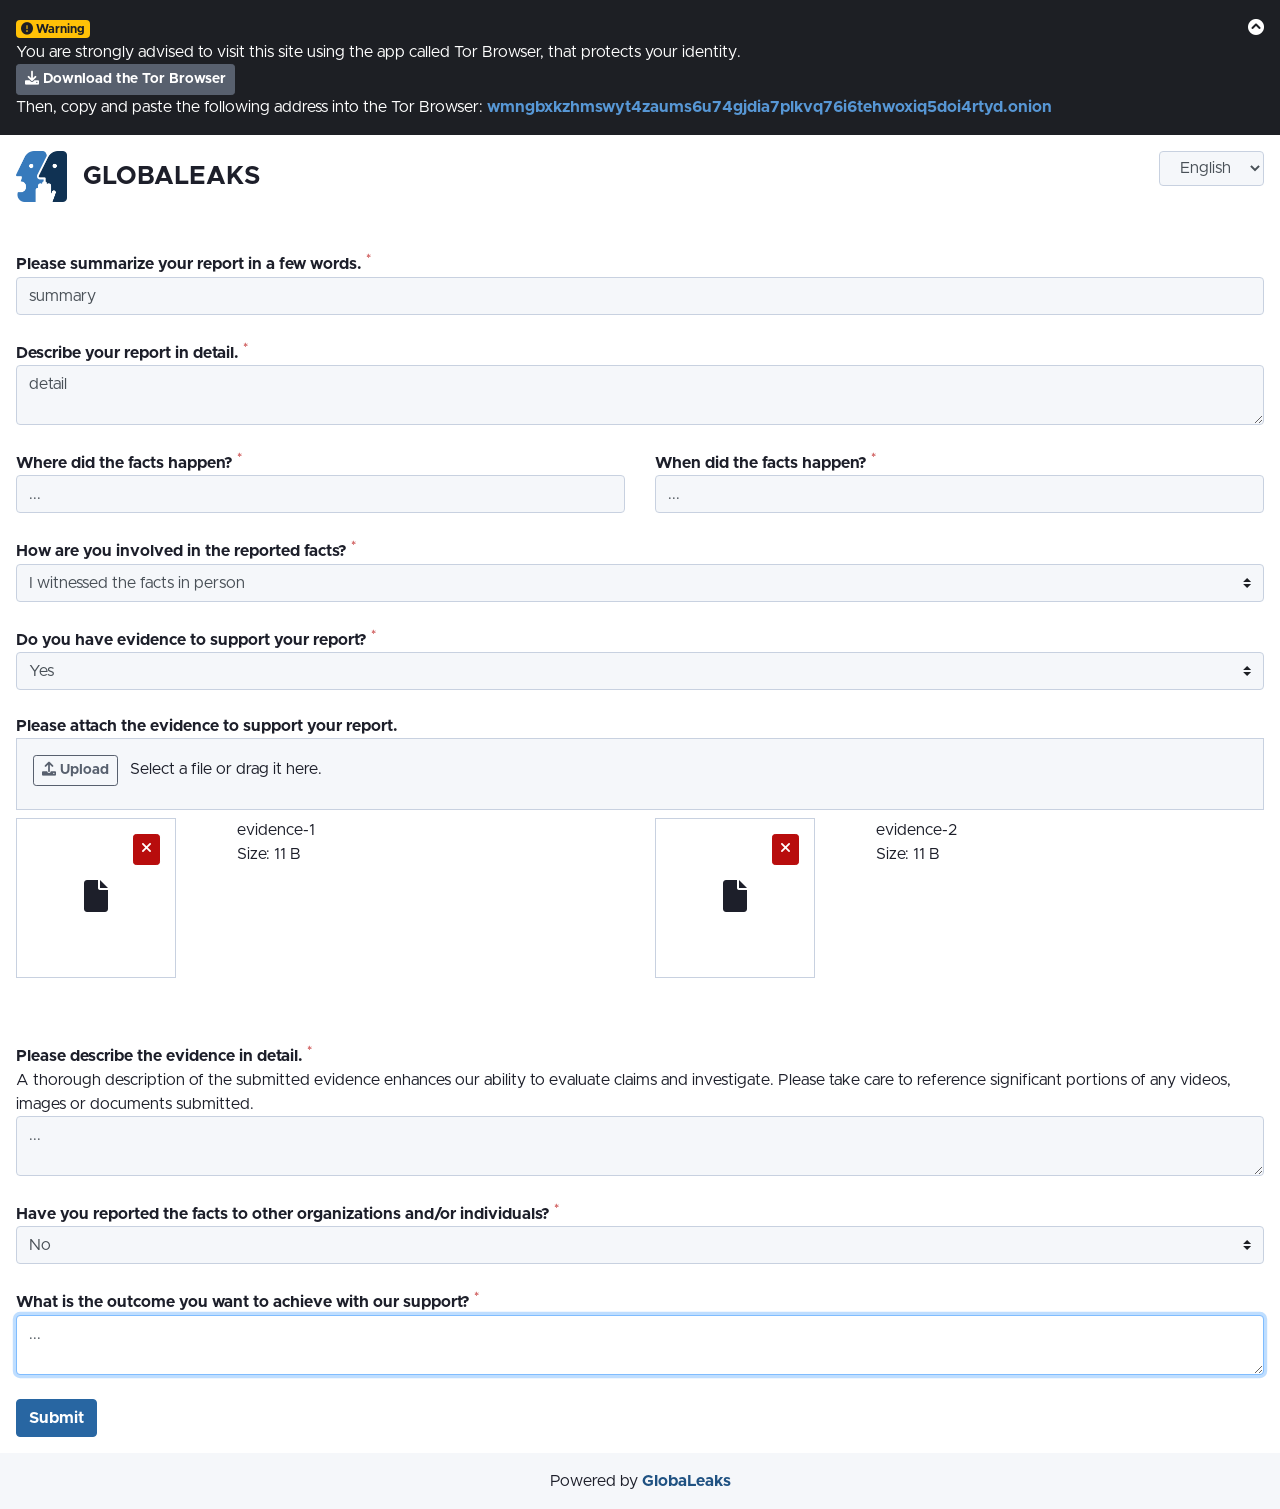 Warning
You are strongly advised to visit this site using the app called Tor Browser, that protects your identity.
Download the Tor Browser
Then, copy and paste the following address into the Tor Browser: wmngbxkzhmswyt4zaums6u74gjdia7plkvq76i6tehwoxiq5doi4rtyd.onion
GLOBALEAKS
English
Please summarize your report in a few words. *
summary
Describe your report in detail. *
detail
Where did the facts happen? *
...
When did the facts happen? *
...
How are you involved in the reported facts? *
I witnessed the facts in person
Do you have evidence to support your report? *
Yes
Please attach the evidence to support your report.
Upload Select a file or drag it here.
evidence-1
Size: 11 B
evidence-2
Size: 11 B
Please describe the evidence in detail. *
A thorough description of the submitted evidence enhances our ability to evaluate claims and investigate. Please take care to reference significant portions of any videos,
images or documents submitted.
...
Have you reported the facts to other organizations and/or individuals? *
No
What is the outcome you want to achieve with our support? *
...
Submit
Powered by GlobaLeaks